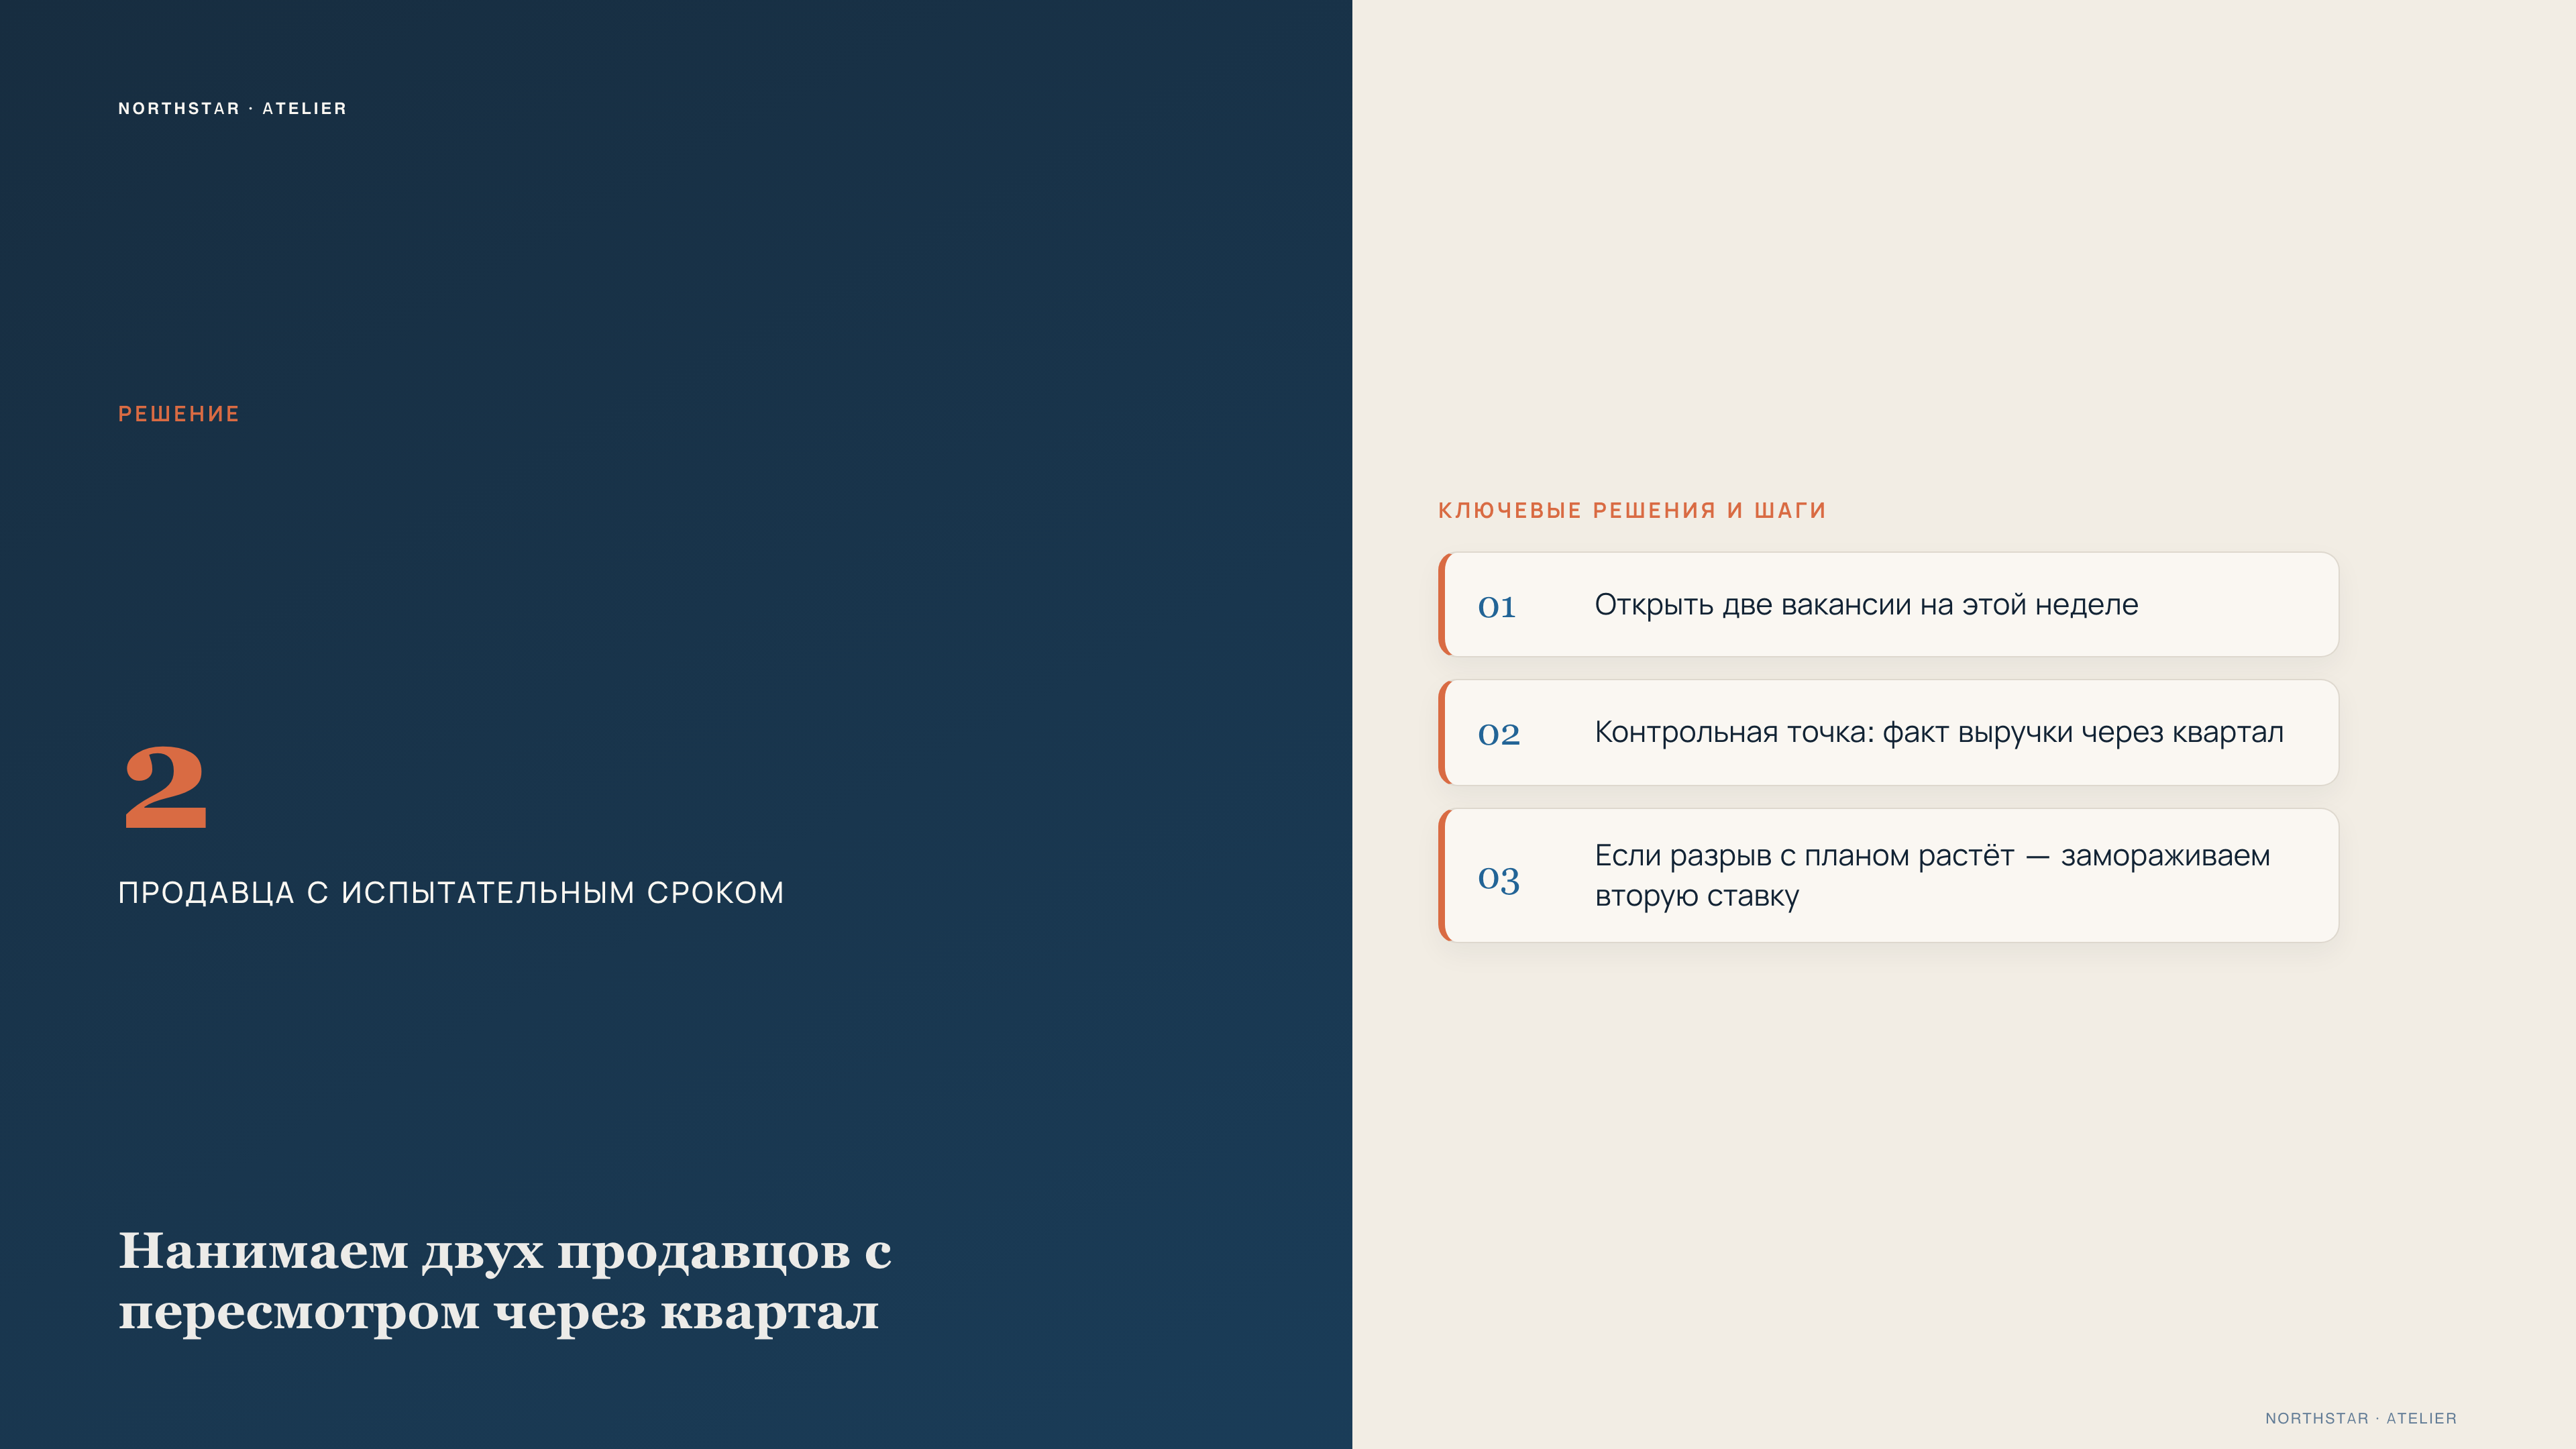 NORTHSTAR · ATELIER
РЕШЕНИЕ
2
ПРОДАВЦА С ИСПЫТАТЕЛЬНЫМ СРОКОМ
Нанимаем двух продавцов с
пересмотром через квартал
КЛЮЧЕВЫЕ РЕШЕНИЯ И ШАГИ
01 Открыть две вакансии на этой неделе
02 Контрольная точка: факт выручки через квартал
03 Если разрыв с планом растёт — замораживаем
вторую ставку
NORTHSTAR · ATELIER